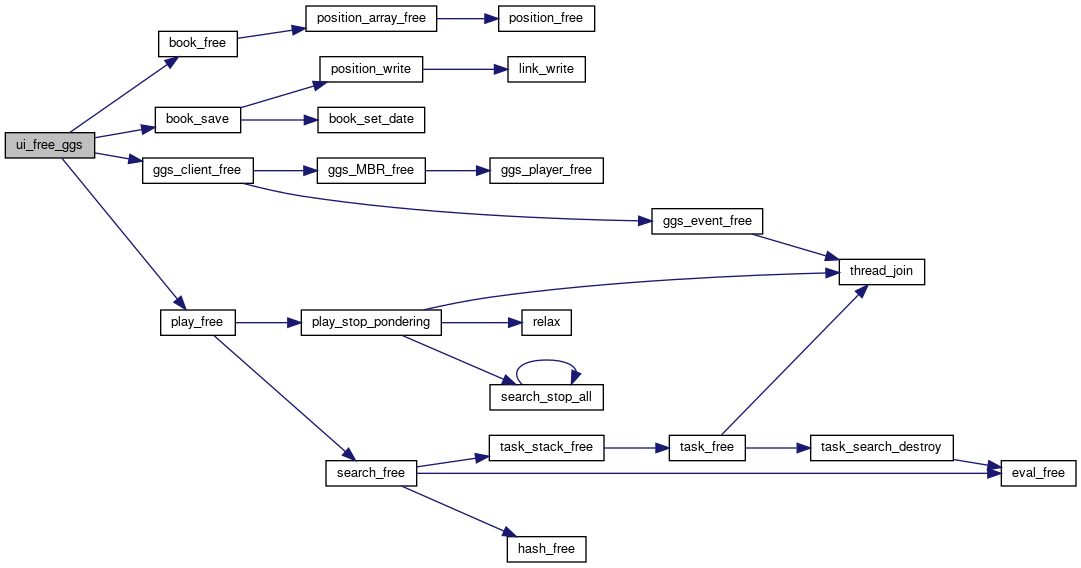 position_array_free
position_free
book_free
position_write
link_write
book_save
book_set_date
ui_free_ggs
ggs_client_free
ggs_MBR_free
ggs_player_free
ggs_event_free
thread_join
play_free
play_stop_pondering
relax
search_stop_all
task_stack_free
task_free
task_search_destroy
search_free
eval_free
hash_free